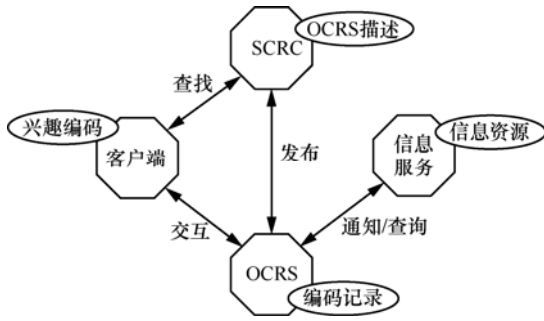 OCRS描述
SCRC
查找
兴趣编码
客户端
发布
信息资源
信息
服务
交互
通知/查询
OCRS
编码记录